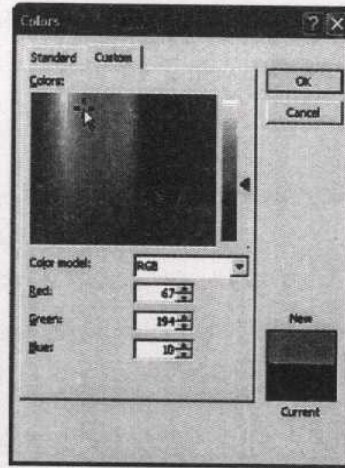 Colors
Standard Custom
Colors:
OK
Cancel
Color model: RGB
Red: 67
Green: 194
Blue: 10
New
Current